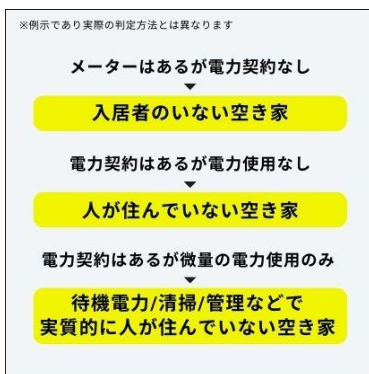 ※例示であり実際の判定方法とは異なります
メーターはあるが電力契約なし
入居者のいない空き家
電力契約はあるが電力使用なし
人が住んでいない空き家
電力契約はあるが微量の電力使用のみ
待機電力/清掃/管理などで
実質的に人が住んでいない空き家